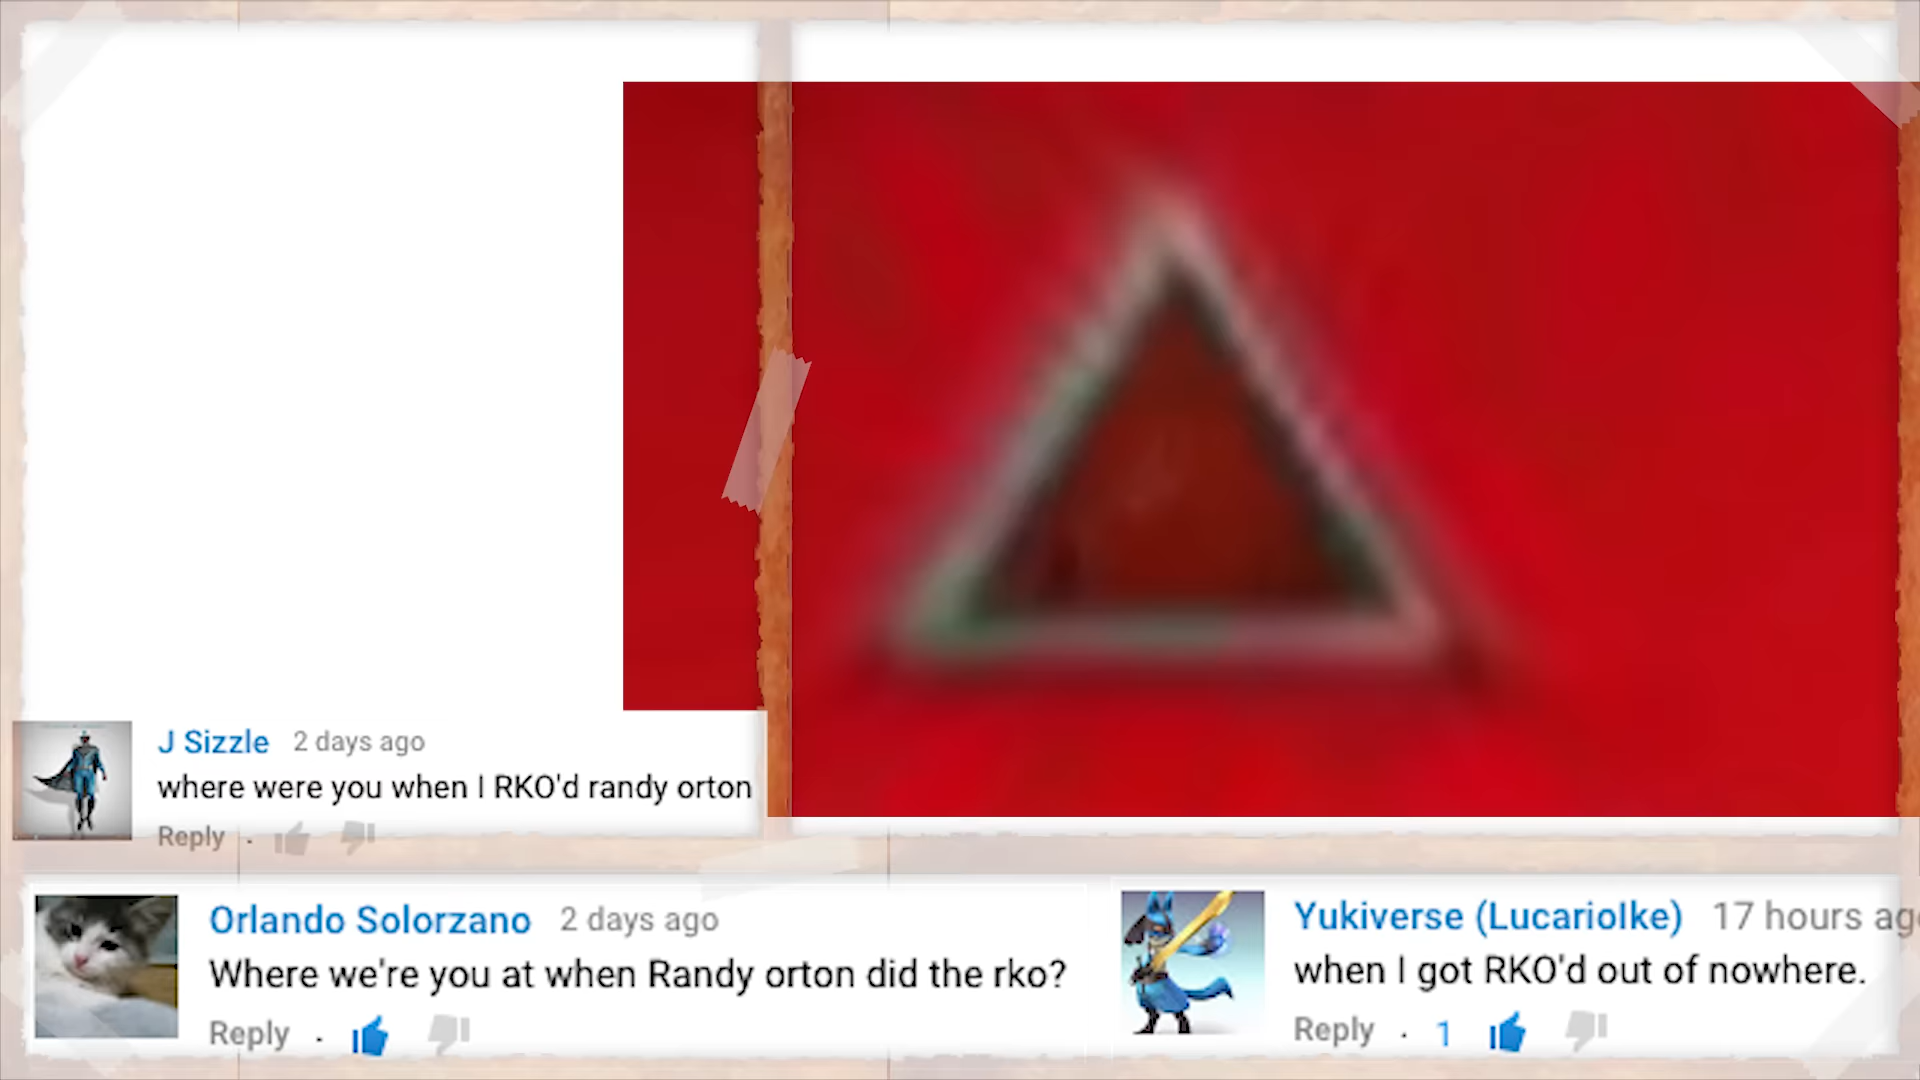 J Sizzle 2 days ago
where were you when I RKO'd randy orton
Reply ·
Orlando Solorzano 2 days ago
Where we're you at when Randy orton did the rko?
Reply ·
Yukiverse (LucarioIke) 17 hours ag
when I got RKO'd out of nowhere.
Reply · 1